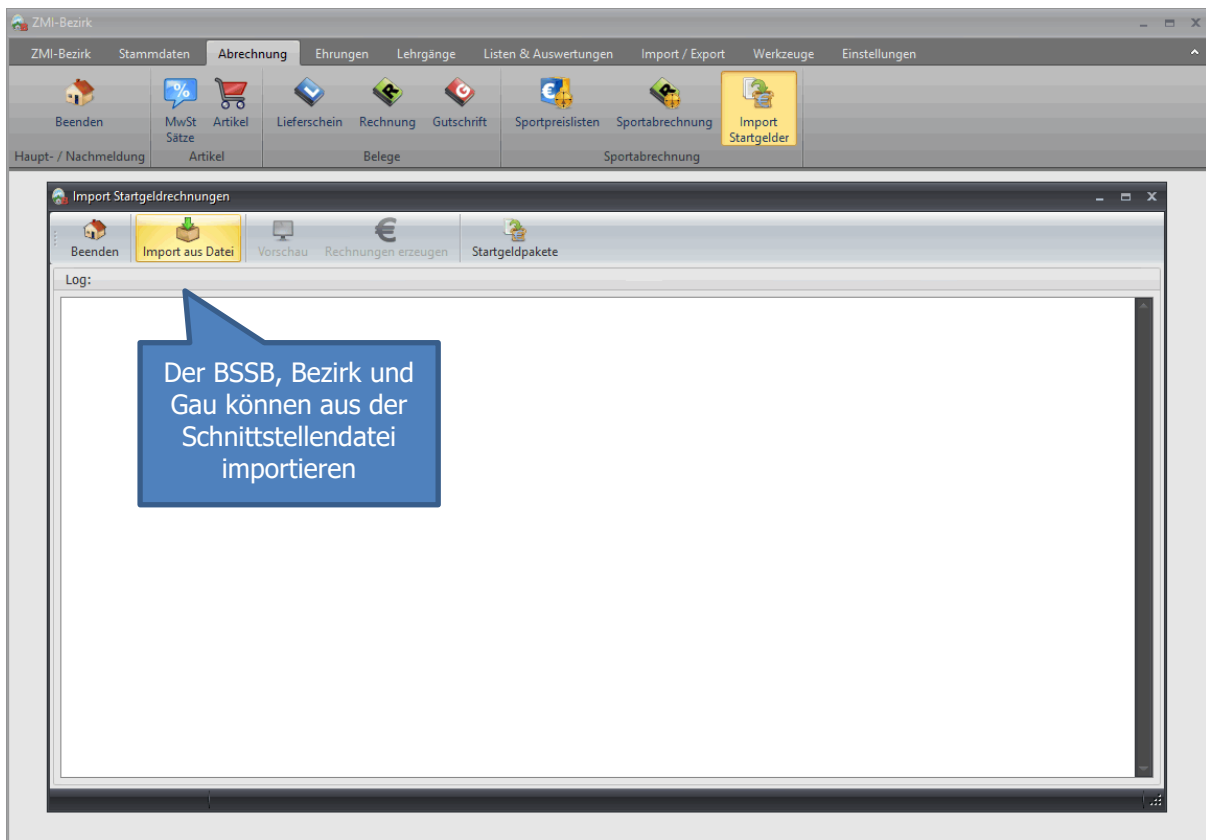 ZMI-Bezirk
ZMI-Bezirk Stammdaten Abrechnung Ehrungen Lehrgänge Listen & Auswertungen Import / Export Werkzeuge Einstellungen
Beenden MwSt Sätze Artikel Lieferschein Rechnung Gutschrift Sportpreislisten Sportabrechnung Import Startgelder
Haupt- / Nachmeldung Artikel Belege Sportabrechnung
Import Startgeldrechnungen
Beenden Import aus Datei Vorschau Rechnungen erzeugen Startgeldpakete
Log:
Der BSSB, Bezirk und
Gau können aus der
Schnittstellendatei
importieren